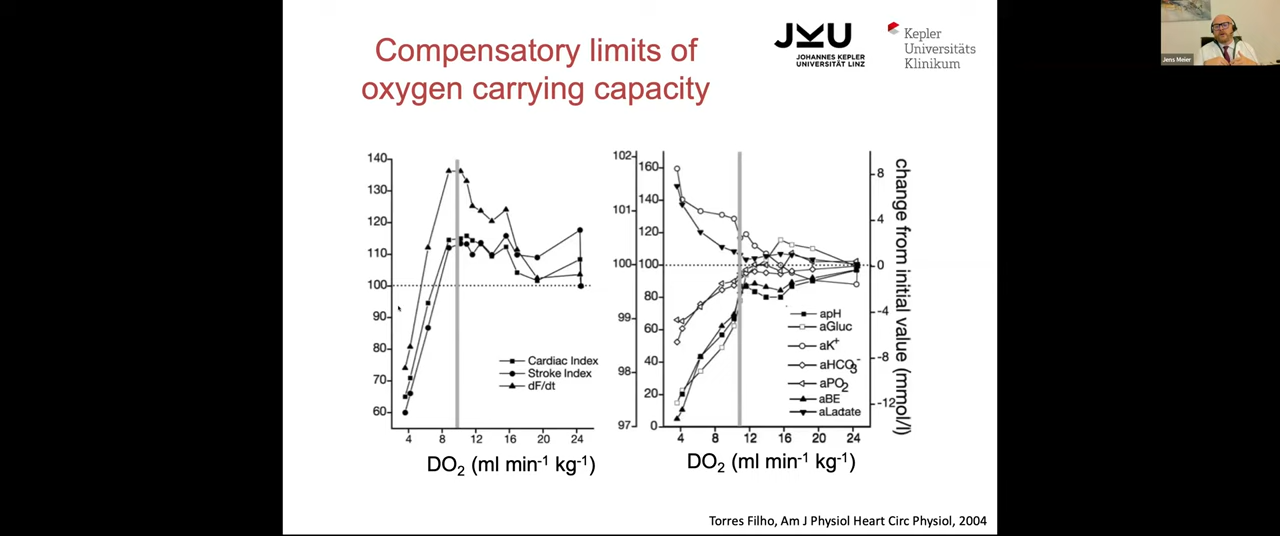 Compensatory limits of
oxygen carrying capacity
JKU
JOHANNES KEPLER
UNIVERSITÄT LINZ
Kepler
Universitäts
Klinikum
Jens Meier
140
130
120
110
100
90
80
70
60
4
8
12
16
20
24
Cardiac Index
Stroke Index
dF/dt
DO2 (ml min-1 kg-1)
102
101
100
99
98
97
160
140
120
100
80
60
40
20
0
4
8
12
16
20
24
8
4
0
-4
-8
-12
change from initial value (mmol/l)
apH
aGluc
aK+
aHCO3-
aPO2
aBE
aLadate
DO2 (ml min-1 kg-1)
Torres Filho, Am J Physiol Heart Circ Physiol, 2004